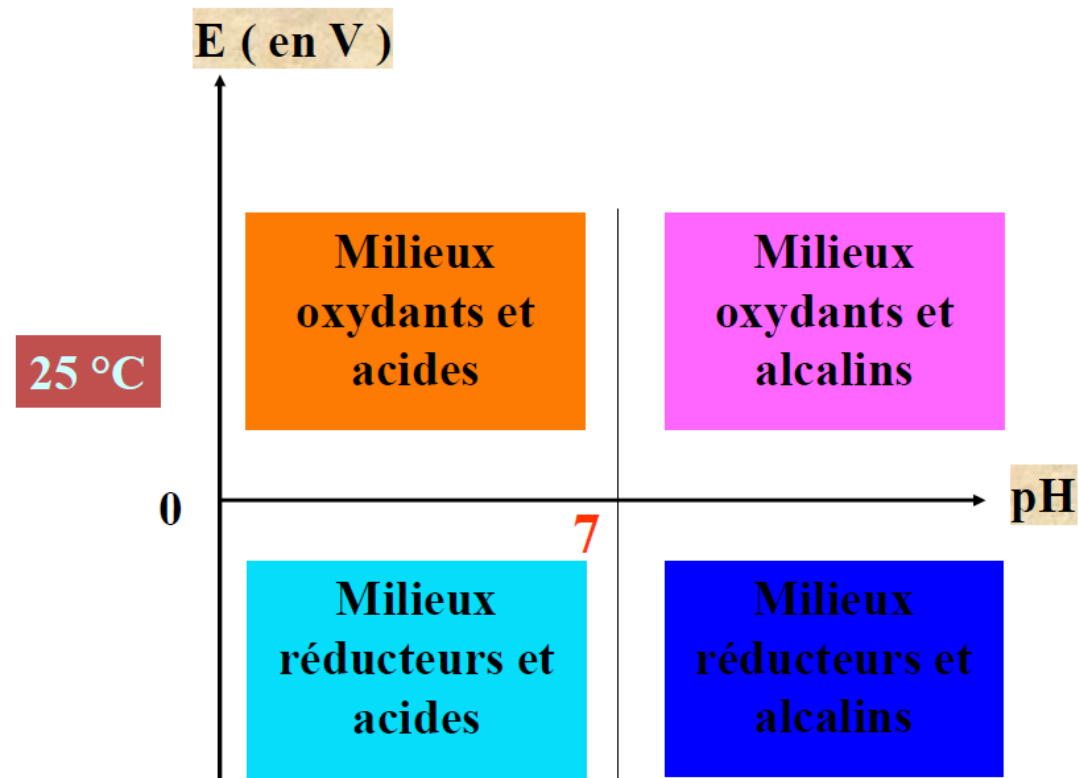 E ( en V )
Milieux
oxydants et
acides
Milieux
oxydants et
alcalins
25 °C
0
7
pH
Milieux
réducteurs et
acides
Milieux
réducteurs et
alcalins